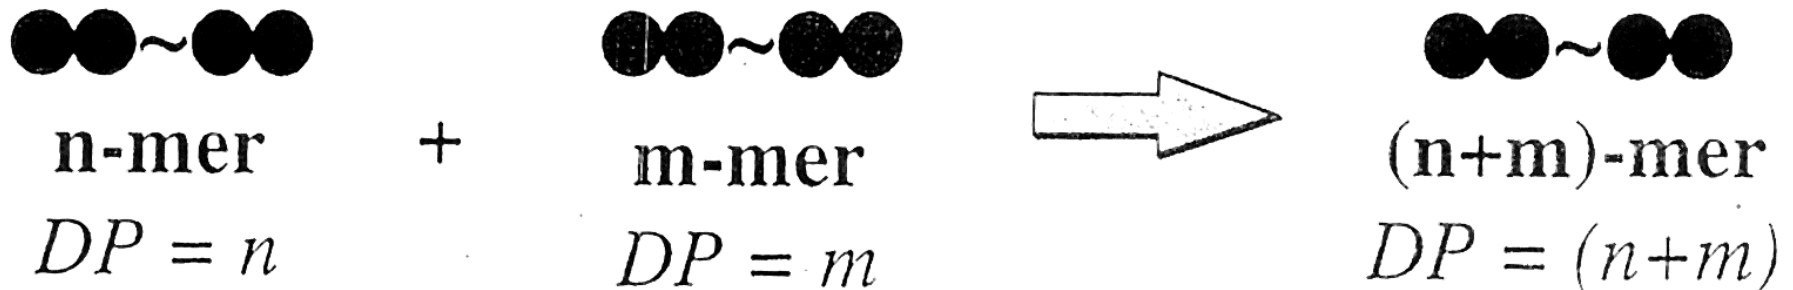 n-mer + m-mer (n+m)-mer
DP = n DP = m DP = (n+m)